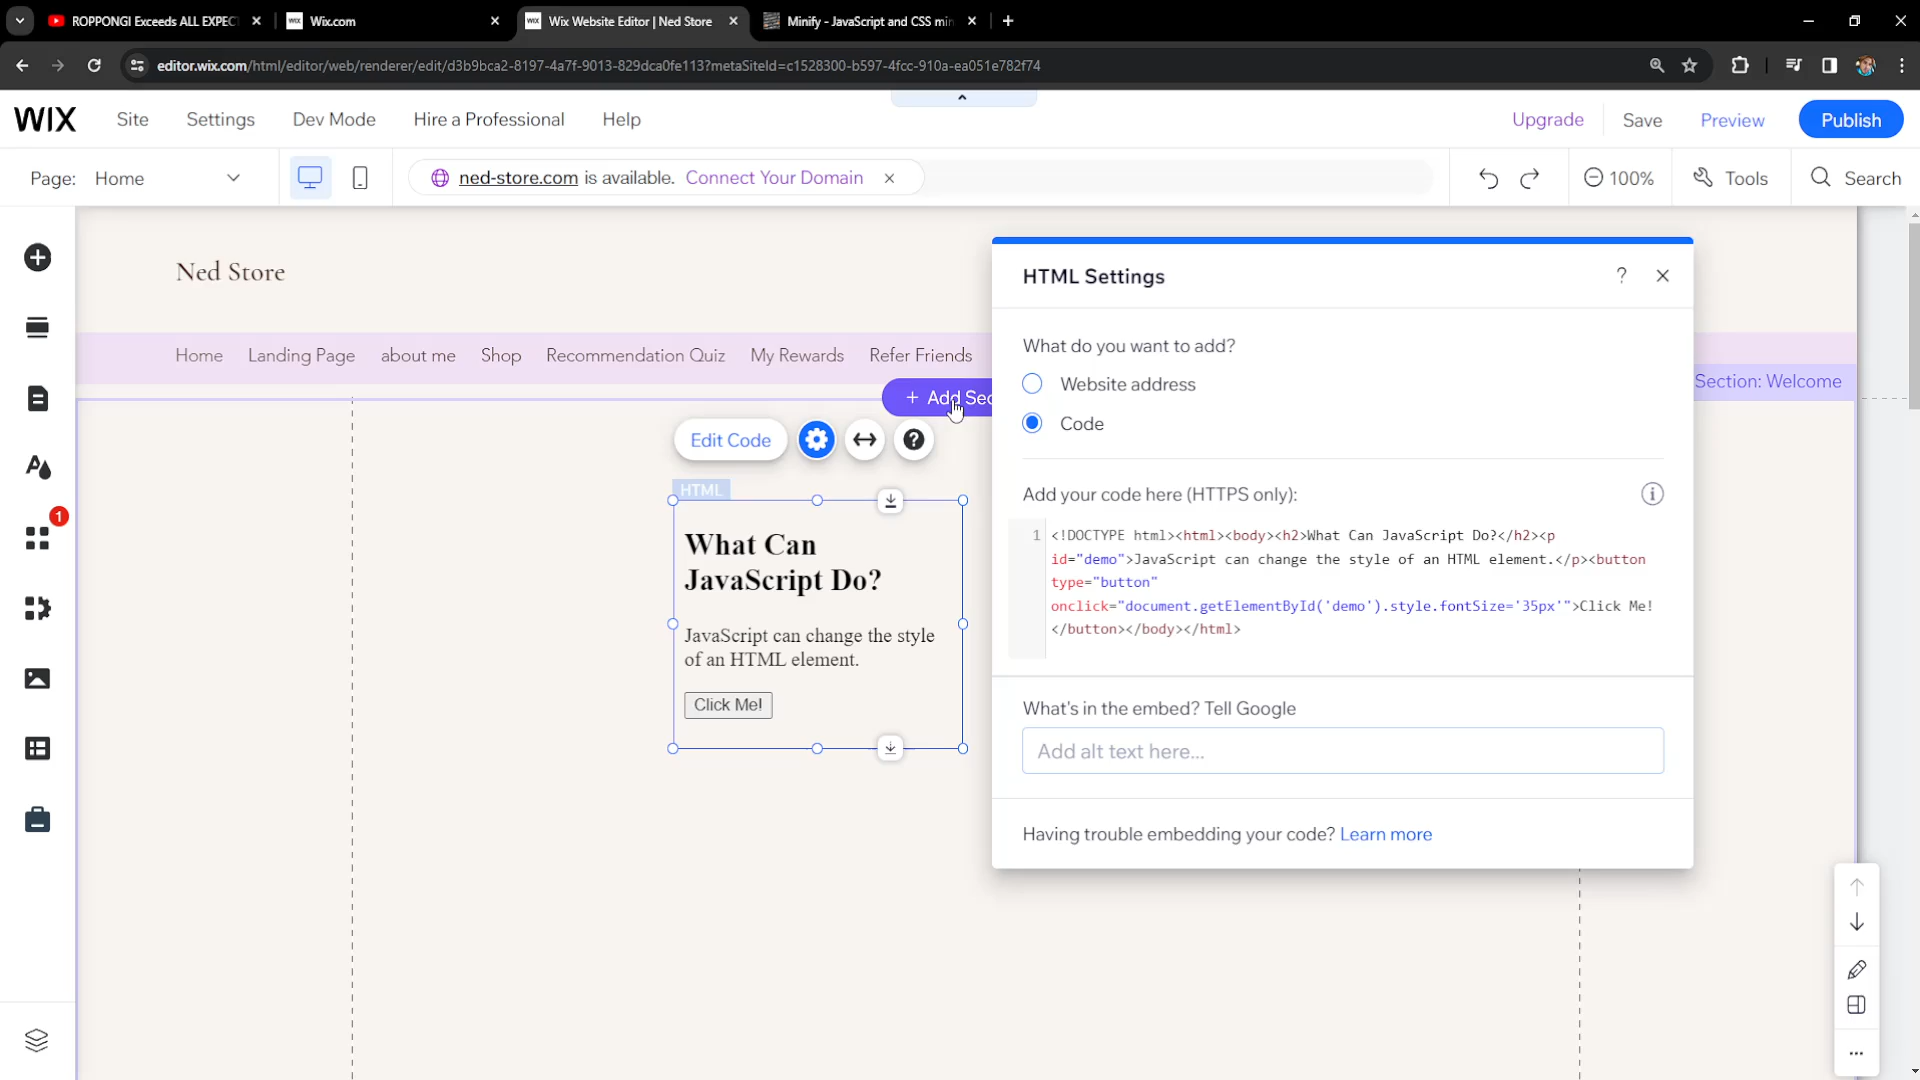 ROPPONGI Exceeds ALL EXPEC
Wix.com
Wix Website Editor | Ned Store
Minify - JavaScript and CSS min
editor.wix.com/html/editor/web/renderer/edit/d3b9bca2-8197-4a7f-9013-829dca0fe113?metaSiteId=c1528300-b597-4fcc-910a-ea051e782f74
WIX
Site
Settings
Dev Mode
Hire a Professional
Help
Upgrade
Save
Preview
Publish
Page: Home
ned-store.com is available. Connect Your Domain
100%
Tools
Search
Ned Store
Home
Landing Page
about me
Shop
Recommendation Quiz
My Rewards
Refer Friends
Section: Welcome
+ Add Sec
Edit Code
HTML
What Can
JavaScript Do?
JavaScript can change the style
of an HTML element.
Click Me!
1
HTML Settings
What do you want to add?
Website address
Code
Add your code here (HTTPS only):
1 <!DOCTYPE html><html><body><h2>What Can JavaScript Do?</h2><p
id="demo">JavaScript can change the style of an HTML element.</p><button
type="button"
onclick="document.getElementById('demo').style.fontSize='35px'">Click Me!
</button></body></html>
What's in the embed? Tell Google
Add alt text here...
Having trouble embedding your code? Learn more